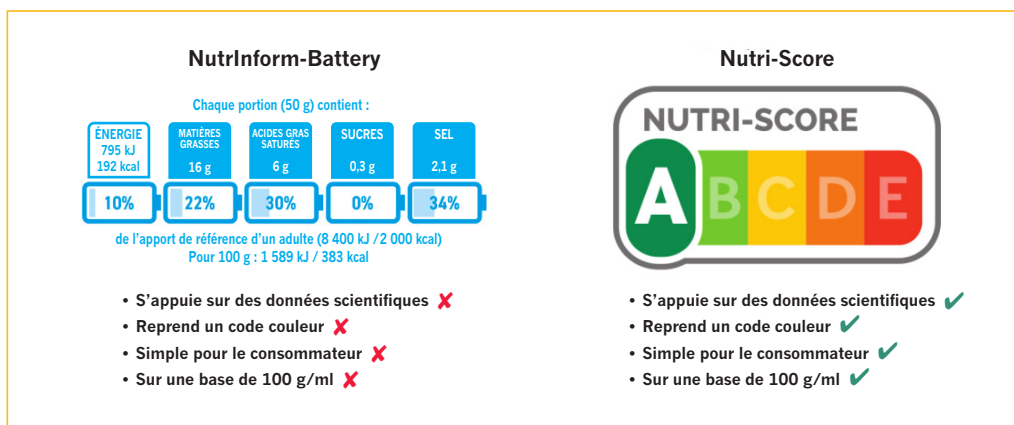 NutrInform-Battery
Chaque portion (50 g) contient :
ÉNERGIE
795 kJ
192 kcal
MATIÈRES
GRASSES
16 g
ACIDES GRAS
SATURÉS
6 g
SUCRES
0,3 g
SEL
2,1 g
10%
22%
30%
0%
34%
de l'apport de référence d'un adulte (8 400 kJ /2 000 kcal)
Pour 100 g : 1 589 kJ / 383 kcal
• S'appuie sur des données scientifiques ✘
• Reprend un code couleur ✘
• Simple pour le consommateur ✘
• Sur une base de 100 g/ml ✘
Nutri-Score
NUTRI-SCORE
A B C D E
• S'appuie sur des données scientifiques ✔
• Reprend un code couleur ✔
• Simple pour le consommateur ✔
• Sur une base de 100 g/ml ✔